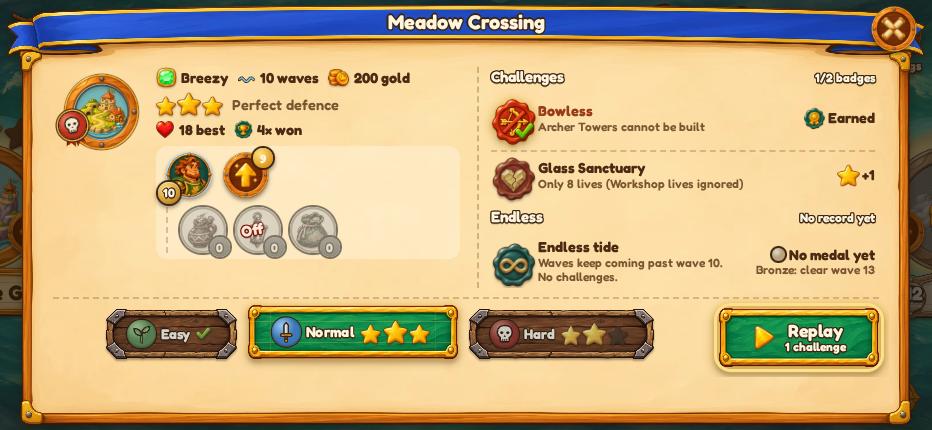 Meadow Crossing
Breezy 10 waves 200 gold
Perfect defence
18 best 4x won
9
10
Off
0 0 0
Challenges 1/2 badges
Bowless
Archer Towers cannot be built
Earned
Glass Sanctuary
Only 8 lives (Workshop lives ignored)
+1
Endless No record yet
Endless tide
Waves keep coming past wave 10.
No challenges.
No medal yet
Bronze: clear wave 13
Easy
Normal
Hard
Replay
1 challenge